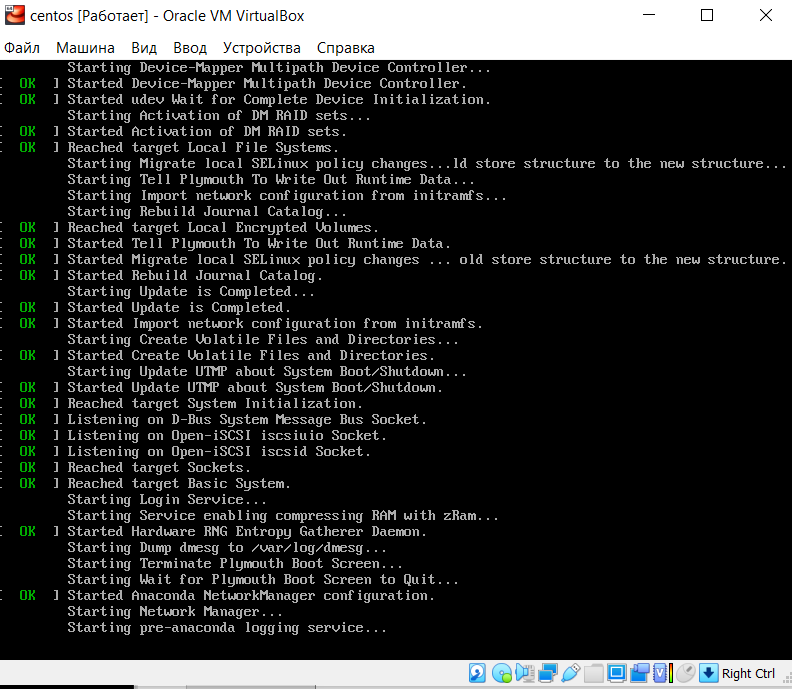 centos [Работает] - Oracle VM VirtualBox
Файл Машина Вид Ввод Устройства Справка
Starting Device-Mapper Multipath Device Controller...
[ OK ] Started Device-Mapper Multipath Device Controller.
[ OK ] Started udev Wait for Complete Device Initialization.
Starting Activation of DM RAID sets...
[ OK ] Started Activation of DM RAID sets.
[ OK ] Reached target Local File Systems.
Starting Migrate local SELinux policy changes...ld store structure to the new structure...
Starting Tell Plymouth To Write Out Runtime Data...
Starting Import network configuration from initramfs...
Starting Rebuild Journal Catalog...
[ OK ] Reached target Local Encrypted Volumes.
[ OK ] Started Tell Plymouth To Write Out Runtime Data.
[ OK ] Started Migrate local SELinux policy changes ... old store structure to the new structure.
[ OK ] Started Rebuild Journal Catalog.
Starting Update is Completed...
[ OK ] Started Update is Completed.
[ OK ] Started Import network configuration from initramfs.
Starting Create Volatile Files and Directories...
[ OK ] Started Create Volatile Files and Directories.
Starting Update UTMP about System Boot/Shutdown...
[ OK ] Started Update UTMP about System Boot/Shutdown.
[ OK ] Reached target System Initialization.
[ OK ] Listening on D-Bus System Message Bus Socket.
[ OK ] Listening on Open-iSCSI iscsiuio Socket.
[ OK ] Listening on Open-iSCSI iscsid Socket.
[ OK ] Reached target Sockets.
[ OK ] Reached target Basic System.
Starting Login Service...
Starting Service enabling compressing RAM with zRam...
[ OK ] Started Hardware RNG Entropy Gatherer Daemon.
Starting Dump dmesg to /var/log/dmesg...
Starting Terminate Plymouth Boot Screen...
Starting Wait for Plymouth Boot Screen to Quit...
[ OK ] Started Anaconda NetworkManager configuration.
Starting Network Manager...
Starting pre-anaconda logging service...
Right Ctrl